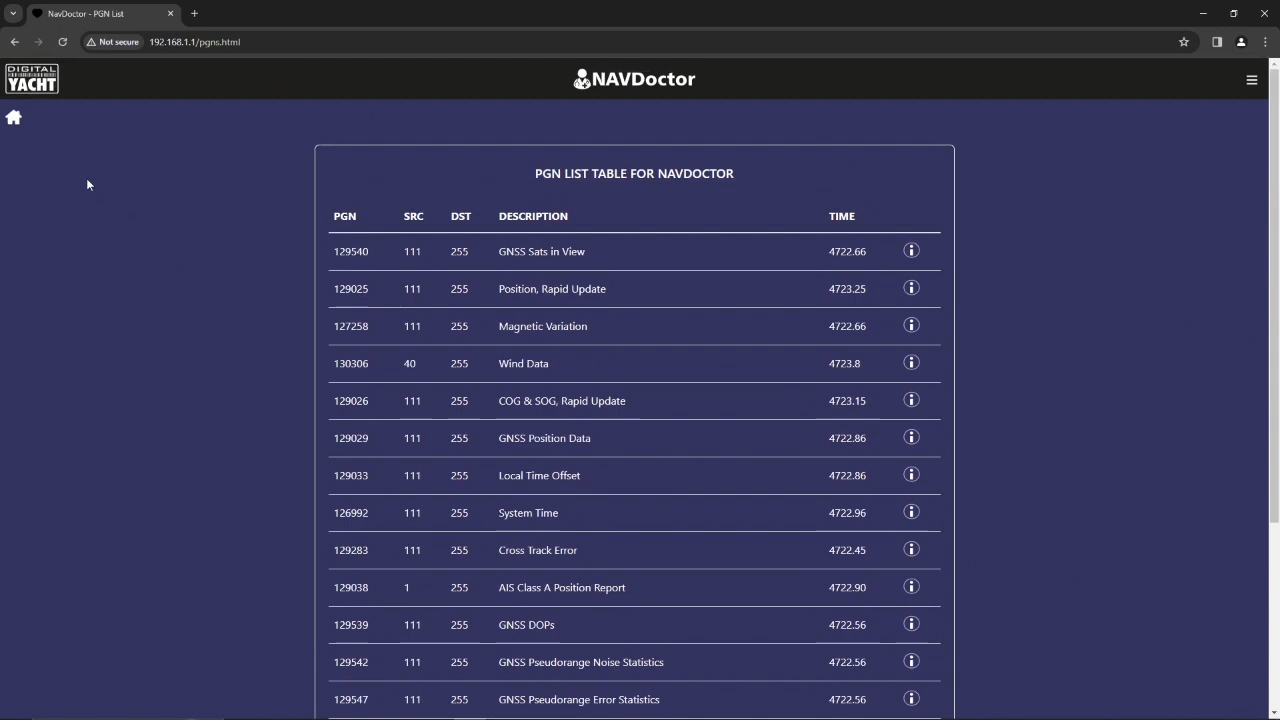 NavDoctor - PGN List
Not secure 192.168.1.1/pgns.html
DIGITAL
YACHT
NAVDoctor
PGN LIST TABLE FOR NAVDOCTOR
PGN SRC DST DESCRIPTION TIME
129540 111 255 GNSS Sats in View 4722.66
129025 111 255 Position, Rapid Update 4723.25
127258 111 255 Magnetic Variation 4722.66
130306 40 255 Wind Data 4723.8
129026 111 255 COG & SOG, Rapid Update 4723.15
129029 111 255 GNSS Position Data 4722.86
129033 111 255 Local Time Offset 4722.86
126992 111 255 System Time 4722.96
129283 111 255 Cross Track Error 4722.45
129038 1 255 AIS Class A Position Report 4722.90
129539 111 255 GNSS DOPs 4722.56
129542 111 255 GNSS Pseudorange Noise Statistics 4722.56
129547 111 255 GNSS Pseudorange Error Statistics 4722.56